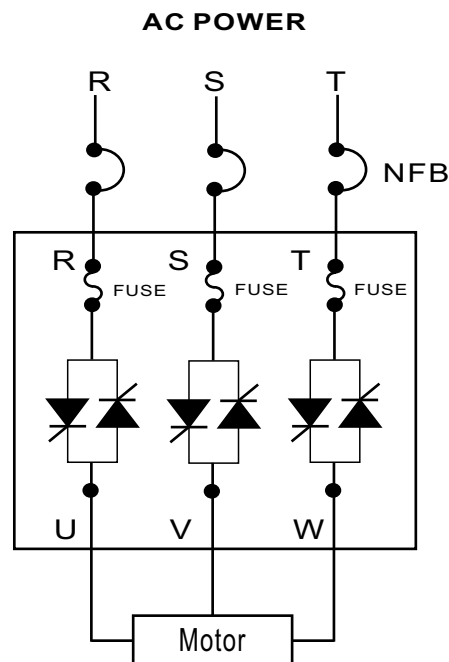 AC POWER
R S T
NFB
R S T
FUSE FUSE FUSE
U V W
Motor